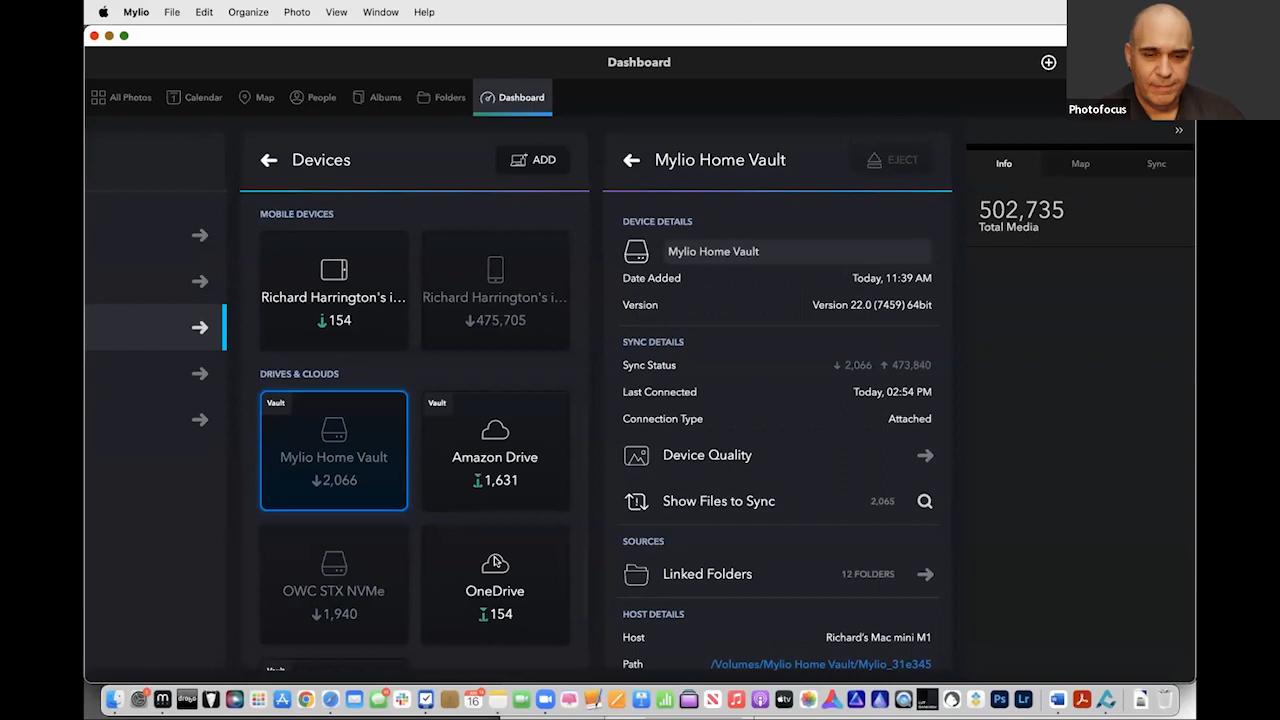 Mylio File Edit Organize Photo View Window Help
Dashboard
Photofocus
All Photos Calendar Map People Albums Folders Dashboard
Devices ADD
Mylio Home Vault EJECT
Info Map Sync
502,735
Total Media
MOBILE DEVICES
Richard Harrington's i... Richard Harrington's i...
154 475,705
DRIVES & CLOUDS
Vault Vault
Mylio Home Vault Amazon Drive
2,066 1,631
OWC STX NVMe OneDrive
1,940 154
Vault
DEVICE DETAILS
Mylio Home Vault
Date Added Today, 11:39 AM
Version Version 22.0 (7459) 64bit
SYNC DETAILS
Sync Status 2,066 473,840
Last Connected Today, 02:54 PM
Connection Type Attached
Device Quality
Show Files to Sync 2,065
SOURCES
Linked Folders 12 FOLDERS
HOST DETAILS
Host Richard's Mac mini M1
Path /Volumes/Mylio Home Vault/Mylio_31e345
16 Ps Lr